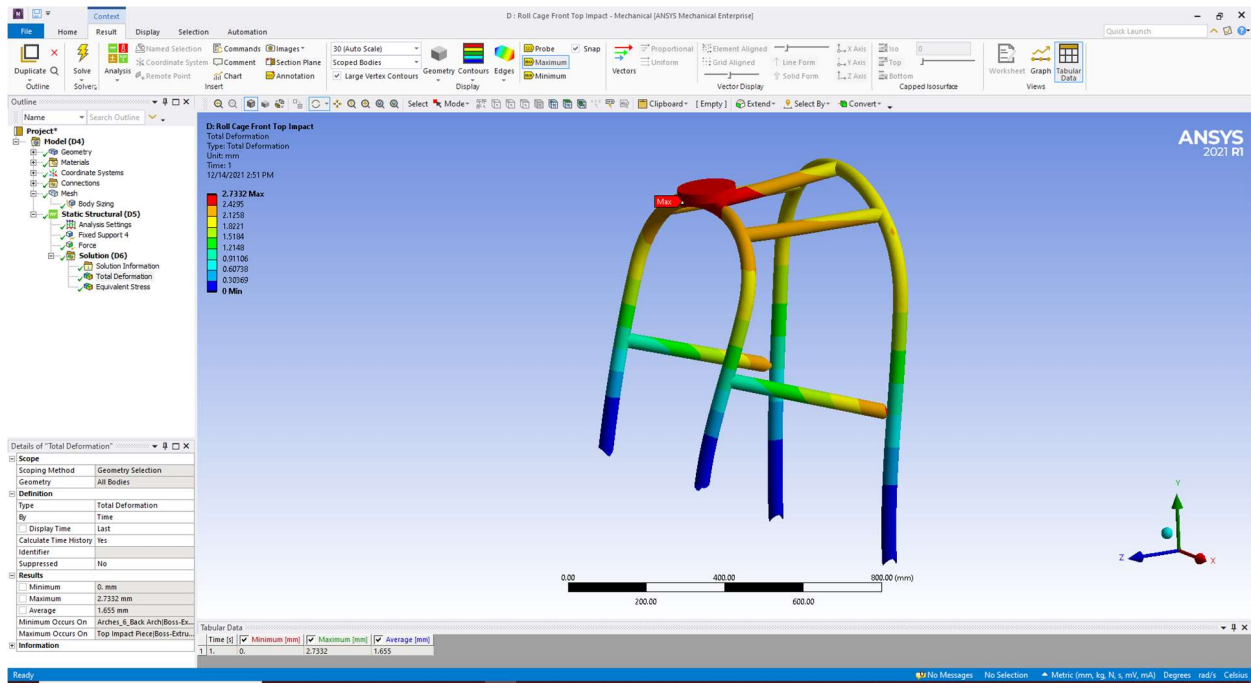 D : Roll Cage Front Top Impact - Mechanical [ANSYS Mechanical Enterprise]
Context
File Home Result Display Selection Automation
Quick Launch
Duplicate Q
Outline
Solve
Solver
Analysis
Named Selection
Coordinate System
Remote Point
Commands
Comment
Chart
Images
Section Plane
Annotation
Insert
30 (Auto Scale)
Scoped Bodies
Large Vertex Contours
Geometry Contours Edges
Display
Probe
Maximum
Minimum
Snap
Vectors
Proportional
Uniform
Element Aligned
Grid Aligned
Line Form
Solid Form
X Axis
Y Axis
Z Axis
Vector Display
Iso
Top
Bottom
0
Capped Isosurface
Worksheet Graph Tabular Data
Views
Outline
Name
Search Outline
Select Mode
Clipboard [ Empty ] Extend Select By Convert
Project*
Model (D4)
Geometry
Materials
Coordinate Systems
Connections
Mesh
Body Sizing
Static Structural (D5)
Analysis Settings
Fixed Support 4
Force
Solution (D6)
Solution Information
Total Deformation
Equivalent Stress
D: Roll Cage Front Top Impact
Total Deformation
Type: Total Deformation
Unit: mm
Time: 1
12/14/2021 2:51 PM
2.7332 Max
2.4295
2.1258
1.8221
1.5184
1.2148
0.91106
0.60738
0.30369
0 Min
Max
ANSYS
2021 R1
Y
Z
X
0.00 400.00 800.00 (mm)
200.00 600.00
Details of "Total Deformation"
Scope
Scoping Method Geometry Selection
Geometry All Bodies
Definition
Type Total Deformation
By Time
Display Time Last
Calculate Time History Yes
Identifier
Suppressed No
Results
Minimum 0. mm
Maximum 2.7332 mm
Average 1.655 mm
Minimum Occurs On Arches_6_Back Arch|Boss-Ex...
Maximum Occurs On Top Impact Piece|Boss-Extru...
Information
Tabular Data
Time [s] Minimum [mm] Maximum [mm] Average [mm]
1 1. 0. 2.7332 1.655
Ready
No Messages No Selection Metric (mm, kg, N, s, mV, mA) Degrees rad/s Celsius